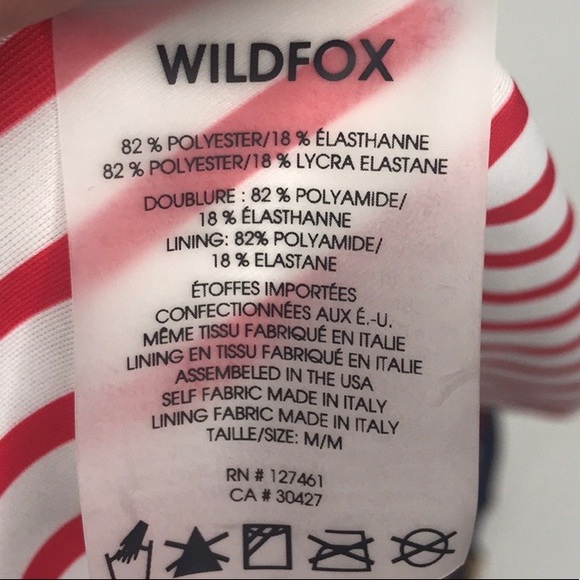 WILDFOX
82 % POLYESTER/18 % ÉLASTHANNE
82 % POLYESTER/18 % LYCRA ELASTANE
DOUBLURE : 82 % POLYAMIDE/
18 % ÉLASTHANNE
LINING: 82% POLYAMIDE/
18 % ELASTANE
ÉTOFFES IMPORTÉES
CONFECTIONNÉES AUX É.-U.
MÊME TISSU FABRIQUÉ EN ITALIE
LINING EN TISSU FABRIQUÉ EN ITALIE
ASSEMBLED IN THE USA
SELF FABRIC MADE IN ITALY
LINING FABRIC MADE IN ITALY
TAILLE/SIZE: M/M
RN # 127461
CA # 30427